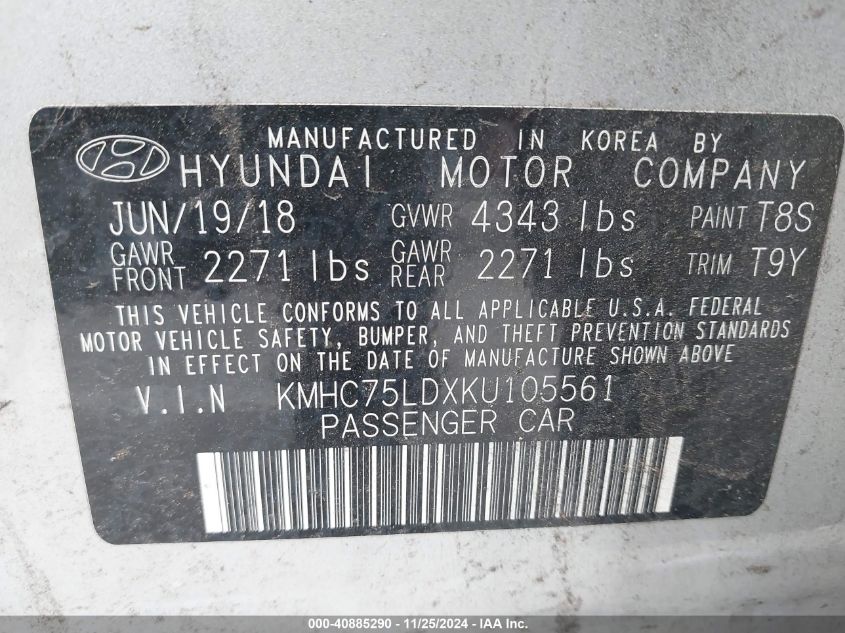 MANUFACTURED IN KOREA BY
HYUNDAI MOTOR COMPANY
JUN/19/18 GVWR 4343 lbs PAINT T8S
GAWR FRONT 2271 lbs GAWR REAR 2271 lbs TRIM T9Y
THIS VEHICLE CONFORMS TO ALL APPLICABLE U.S.A. FEDERAL
MOTOR VEHICLE SAFETY, BUMPER, AND THEFT PREVENTION STANDARDS
IN EFFECT ON THE DATE OF MANUFACTURE SHOWN ABOVE
V.I.N KMHC75LDXKU105561
PASSENGER CAR
000-40885290 - 11/25/2024 - IAA Inc.